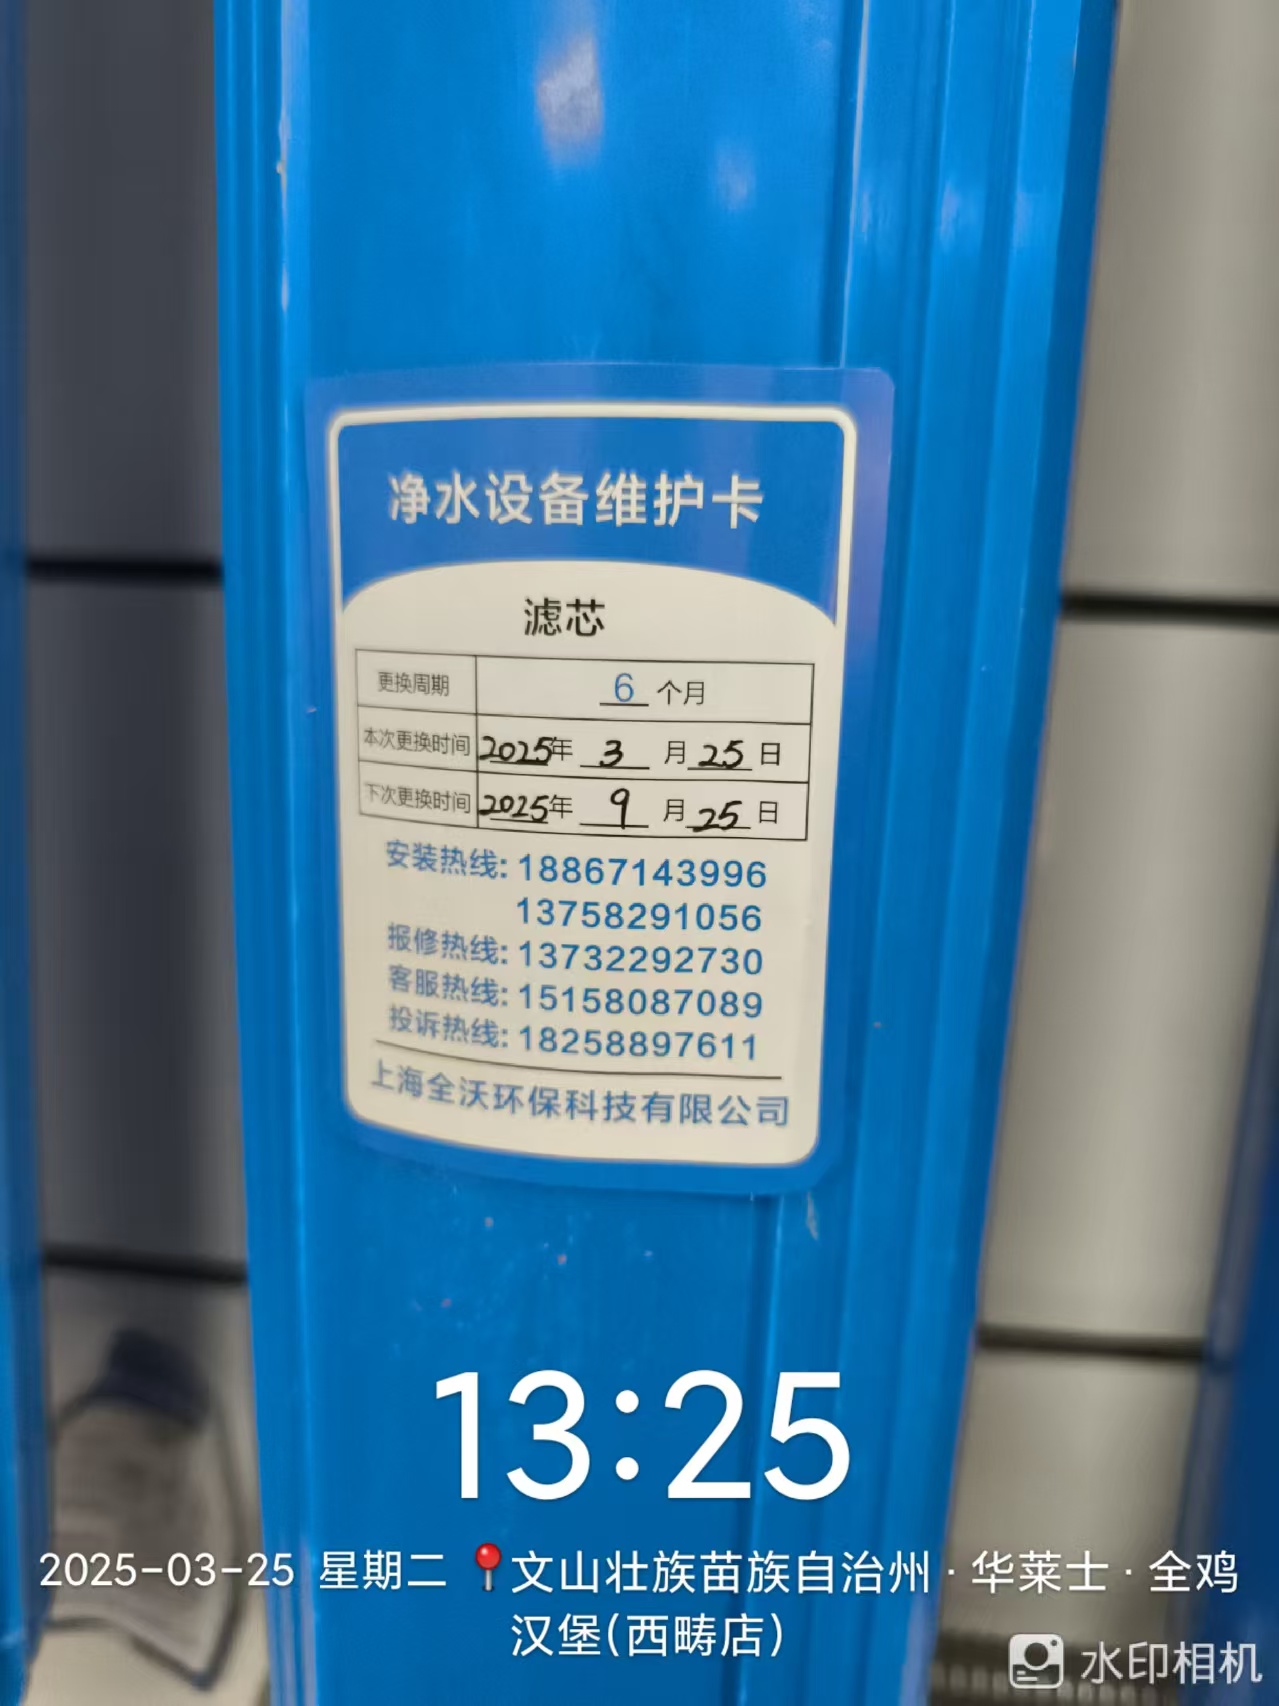 净水设备维护卡
滤芯
更换周期 6 个月
本次更换时间 2025年 3 月 25 日
下次更换时间 2025年 9 月 25 日
安装热线: 18867143996
13758291056
报修热线: 13732292730
客服热线: 15158087089
投诉热线: 18258897611
上海全沃环保科技有限公司
13:25
2025-03-25 星期二 📍文山壮族苗族自治州 · 华莱士 · 全鸡
汉堡(西畴店)
水印相机